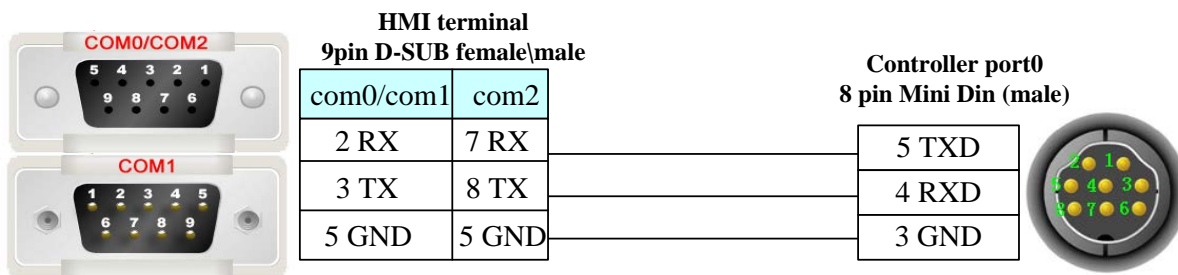 HMI terminal
9pin D-SUB female\male
COM0/COM2
5 4 3 2 1
9 8 7 6
COM1
1 2 3 4 5
6 7 8 9
com0/com1 com2
2 RX 7 RX
3 TX 8 TX
5 GND 5 GND
Controller port0
8 pin Mini Din (male)
5 TXD
4 RXD
3 GND
2 1
5 4 3
8 7 6